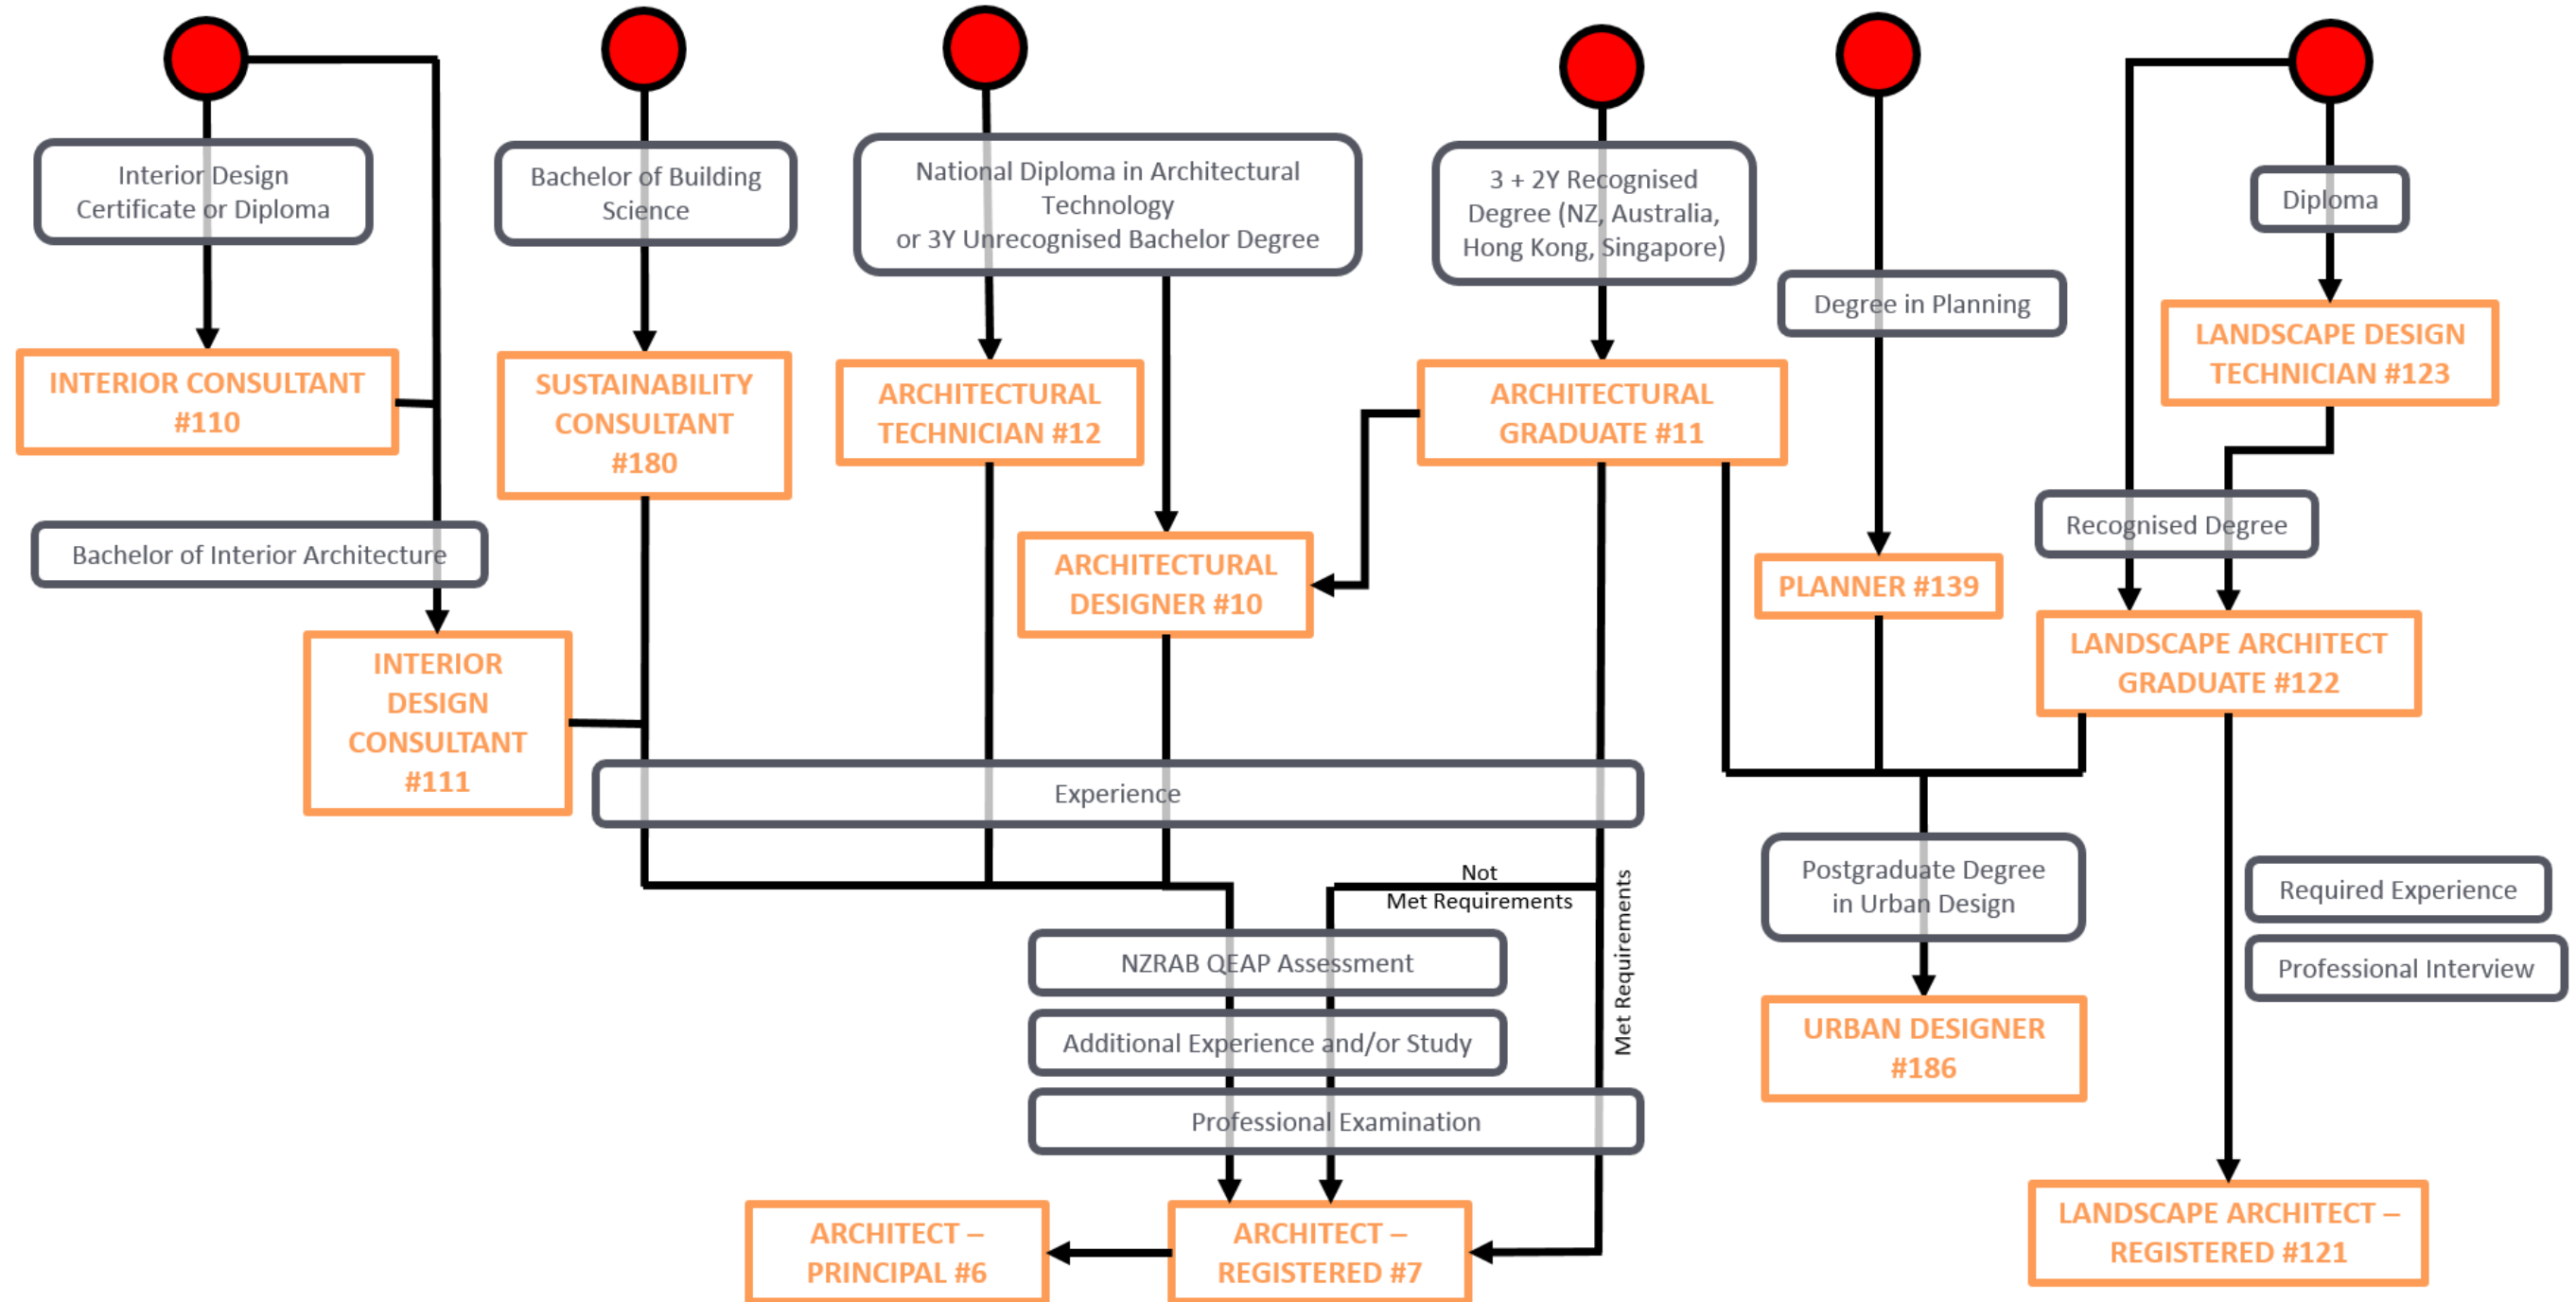 Interior Design
Certificate or Diploma
Bachelor of Building
Science
National Diploma in Architectural
Technology
or 3Y Unrecognised Bachelor Degree
3 + 2Y Recognised
Degree (NZ, Australia,
Hong Kong, Singapore)
Degree in Planning
Diploma
INTERIOR CONSULTANT
#110
SUSTAINABILITY
CONSULTANT
#180
ARCHITECTURAL
TECHNICIAN #12
ARCHITECTURAL
GRADUATE #11
LANDSCAPE DESIGN
TECHNICIAN #123
Bachelor of Interior Architecture
ARCHITECTURAL
DESIGNER #10
PLANNER #139
Recognised Degree
INTERIOR
DESIGN
CONSULTANT
#111
LANDSCAPE ARCHITECT
GRADUATE #122
Experience
Not
Met Requirements
Met Requirements
Postgraduate Degree
in Urban Design
Required Experience
Professional Interview
NZRAB QEAP Assessment
Additional Experience and/or Study
Professional Examination
URBAN DESIGNER
#186
ARCHITECT –
PRINCIPAL #6
ARCHITECT –
REGISTERED #7
LANDSCAPE ARCHITECT –
REGISTERED #121